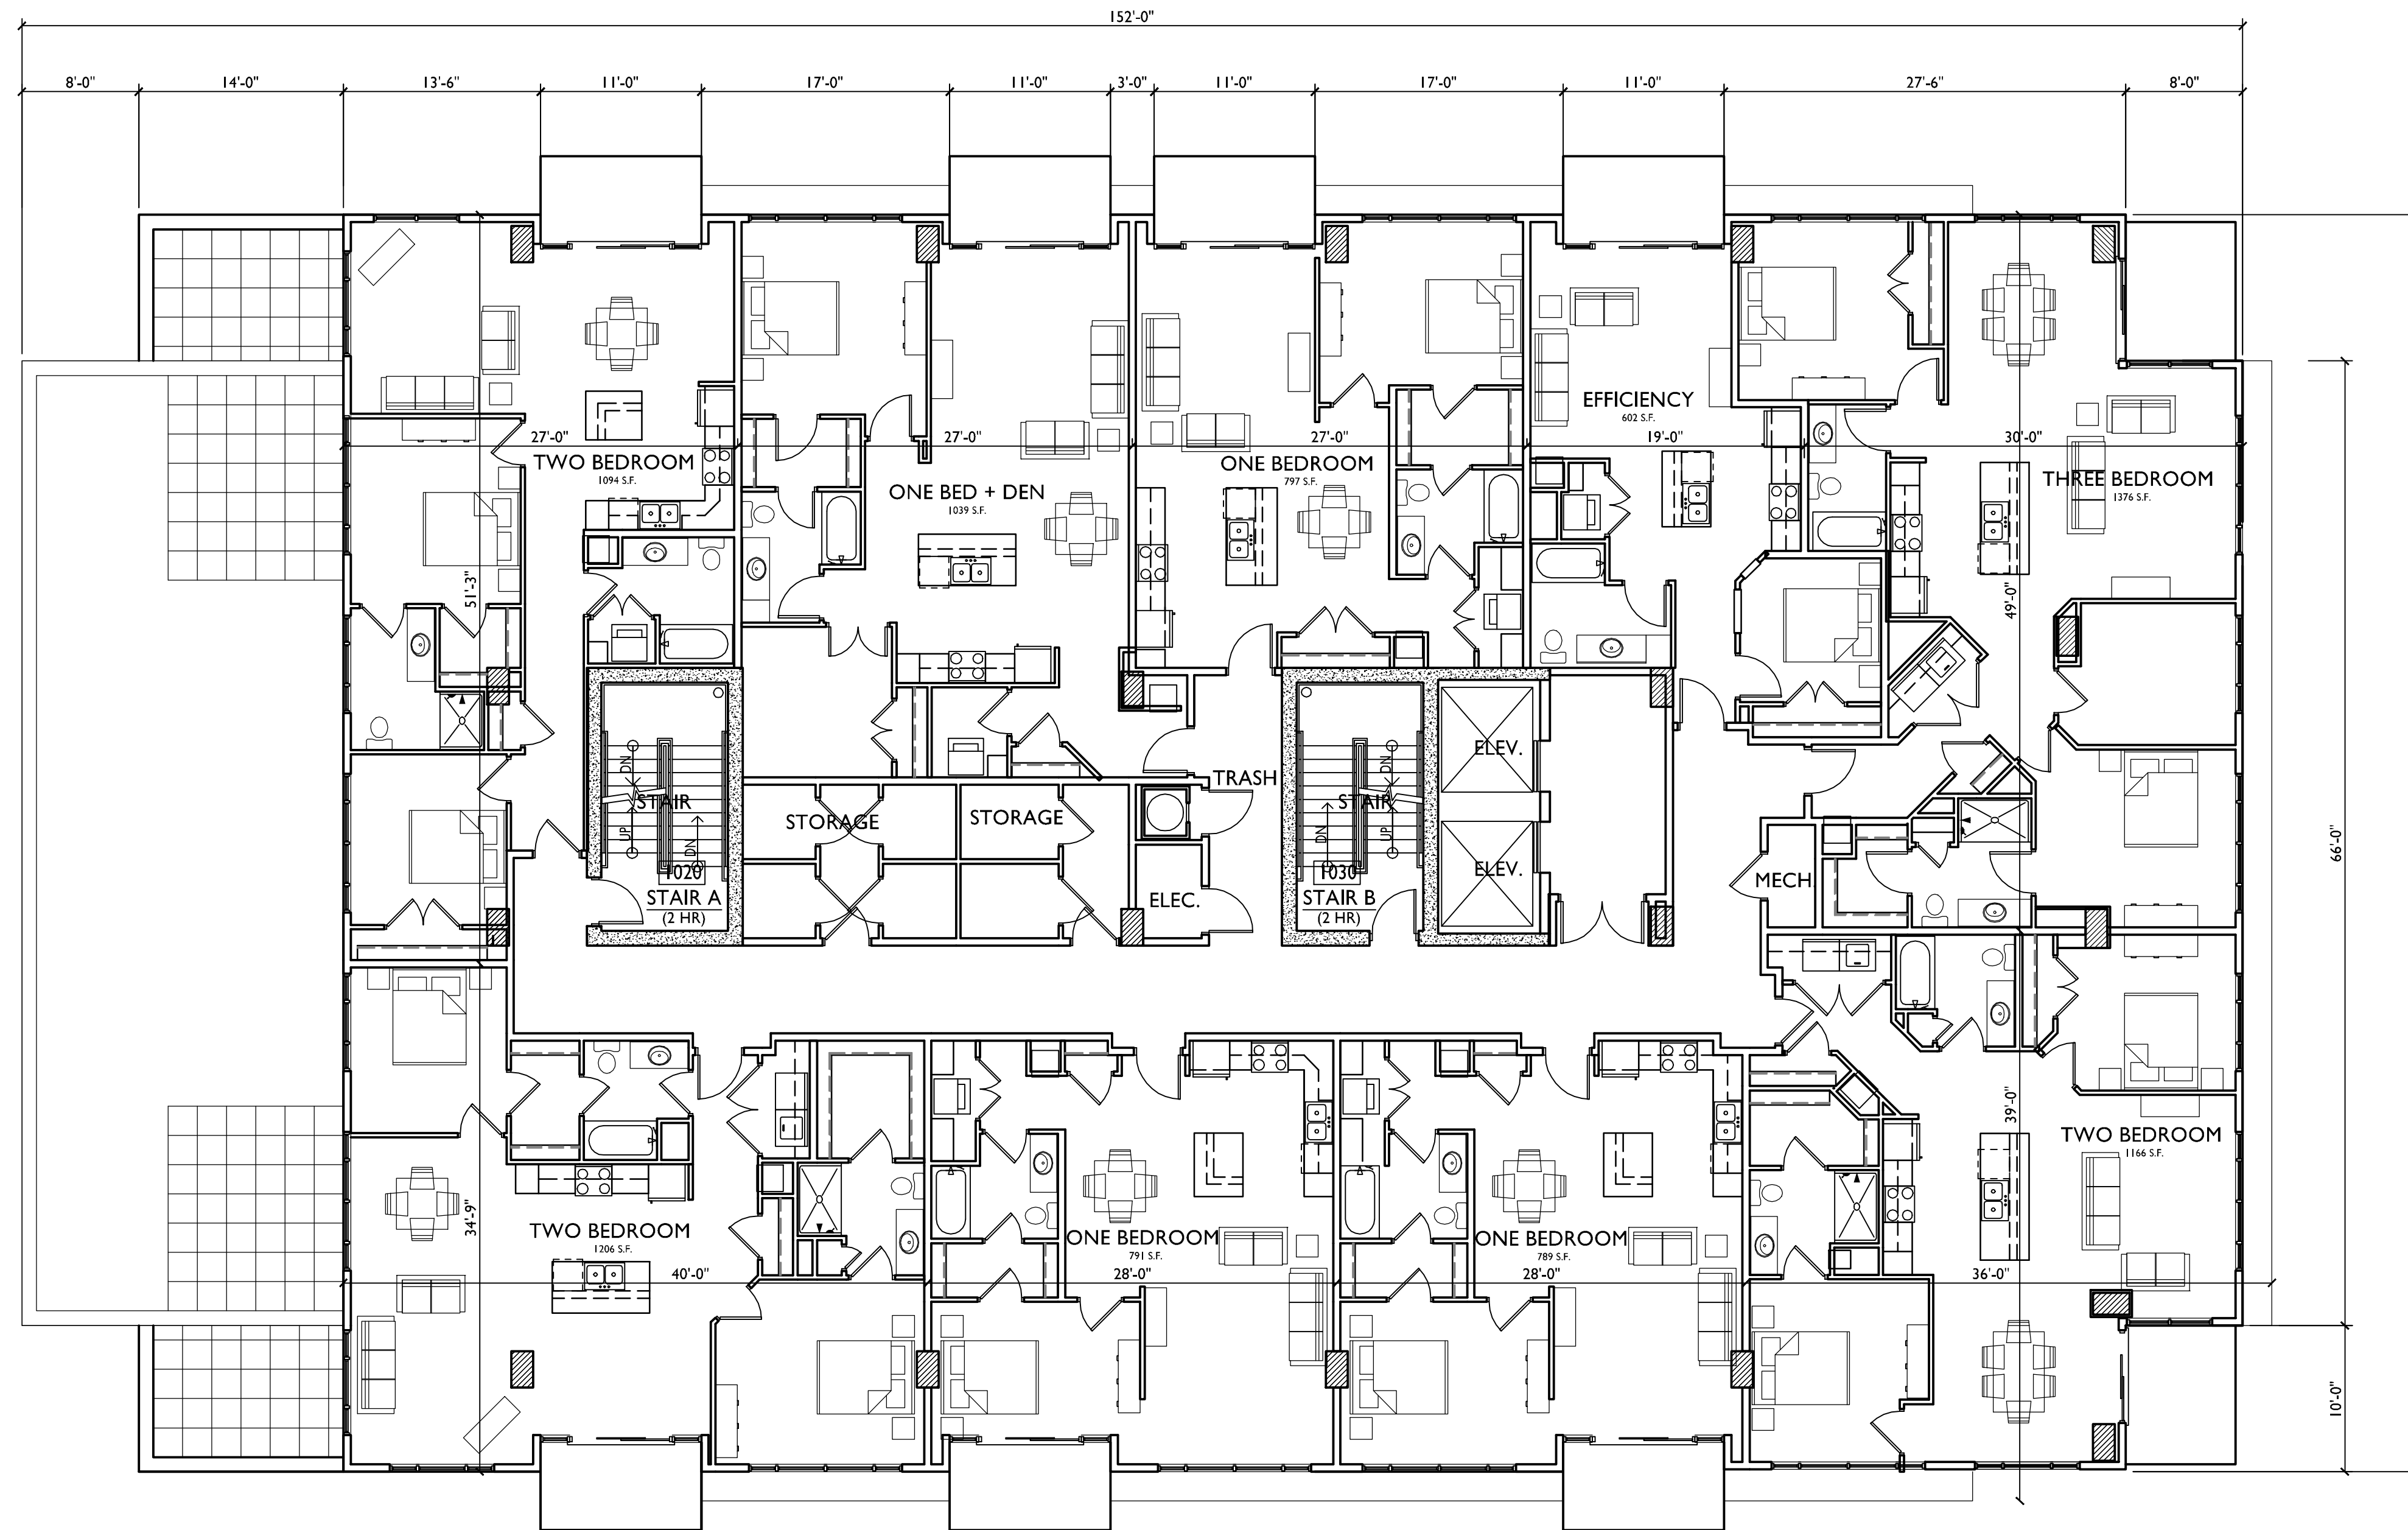 152'-0"
8'-0"
14'-0"
13'-6"
11'-0"
17'-0"
11'-0"
3'-0"
11'-0"
17'-0"
11'-0"
27'-6"
8'-0"
EFFICIENCY
602 S.F.
27'-0"
27'-0"
27'-0"
19'-0"
30'-0"
TWO BEDROOM
1094 S.F.
ONE BED + DEN
1039 S.F.
ONE BEDROOM
797 S.F.
THREE BEDROOM
1376 S.F.
51'-3"
49'-0"
66'-0"
DN
STAIR
UP
DN
1020
STAIR A
(2 HR)
STORAGE
STORAGE
TRASH
ELEC.
DN
STAIR
DN
UP
1030
STAIR B
(2 HR)
ELEV.
ELEV.
MECH.
39'-0"
TWO BEDROOM
1166 S.F.
34'-9"
TWO BEDROOM
1206 S.F.
ONE BEDROOM
791 S.F.
ONE BEDROOM
789 S.F.
40'-0"
28'-0"
28'-0"
36'-0"
10'-0"